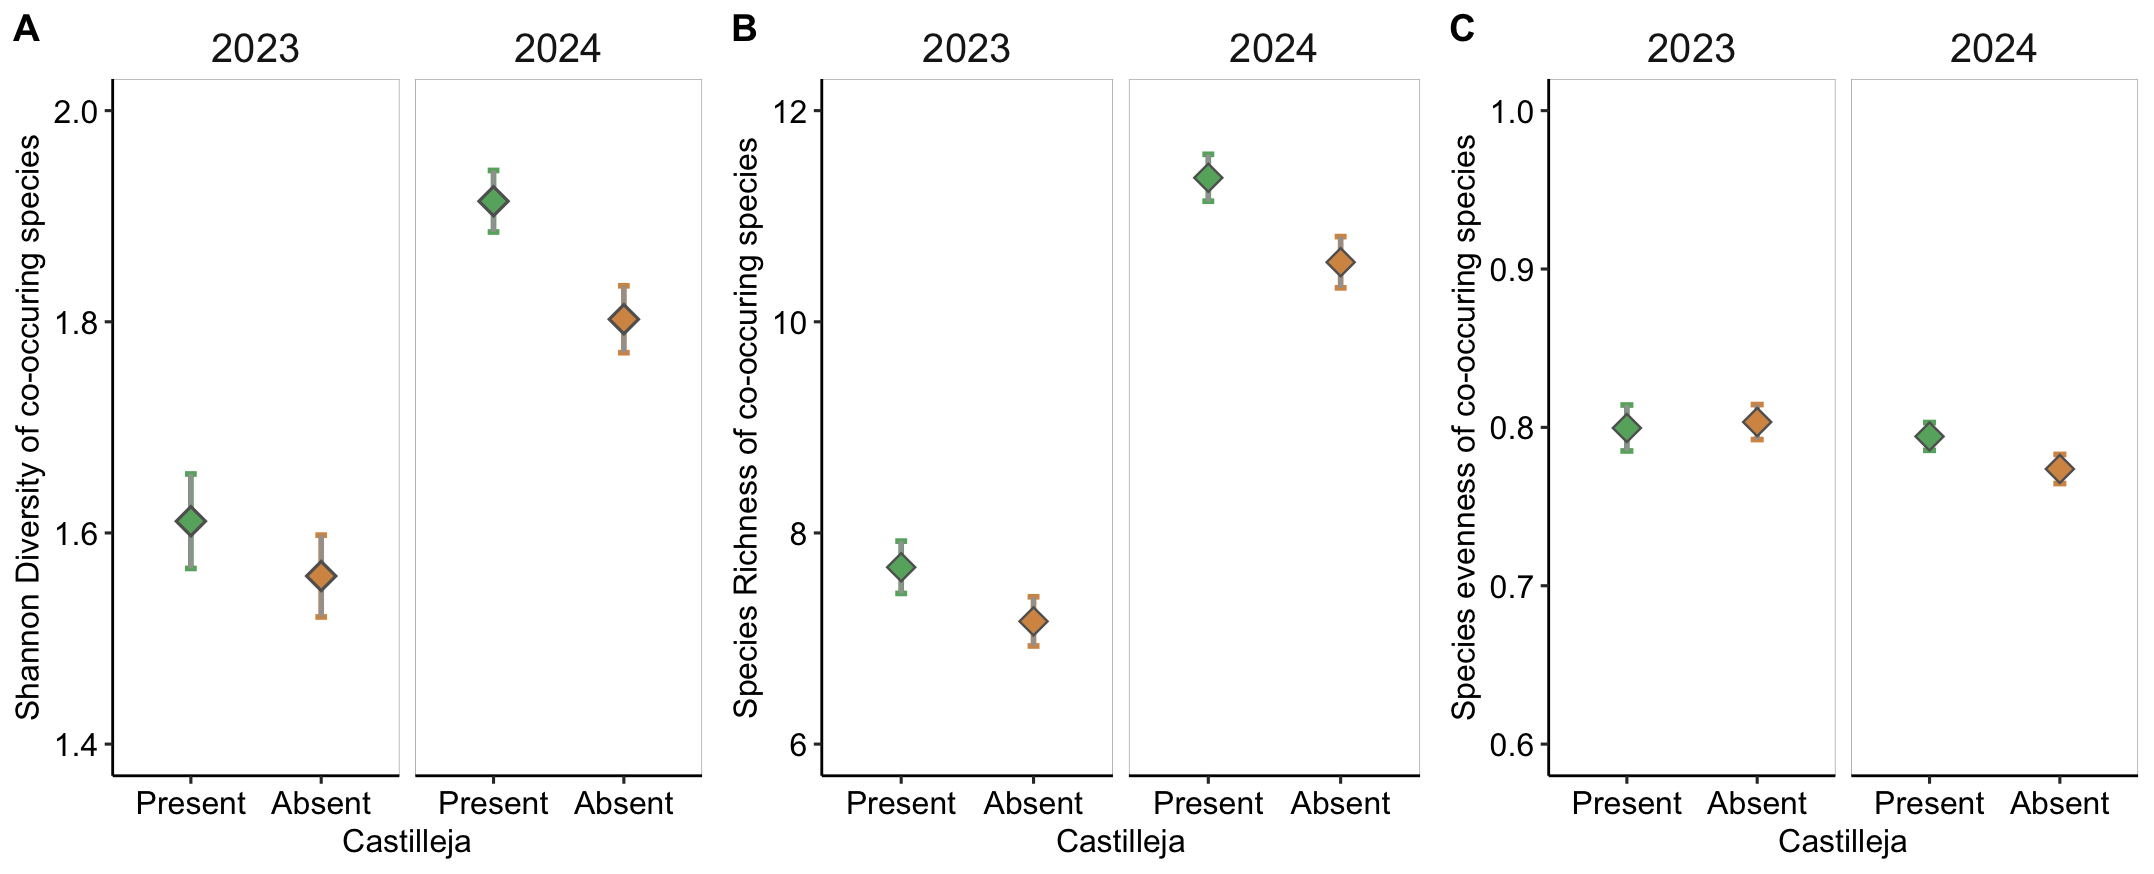 A
2023 2024
Shannon Diversity of co-occuring species
2.0
1.8
1.6
1.4
Present Absent Present Absent
Castilleja
B
2023 2024
Species Richness of co-occuring species
12
10
8
6
Present Absent Present Absent
Castilleja
C
2023 2024
Species evenness of co-occuring species
1.0
0.9
0.8
0.7
0.6
Present Absent Present Absent
Castilleja